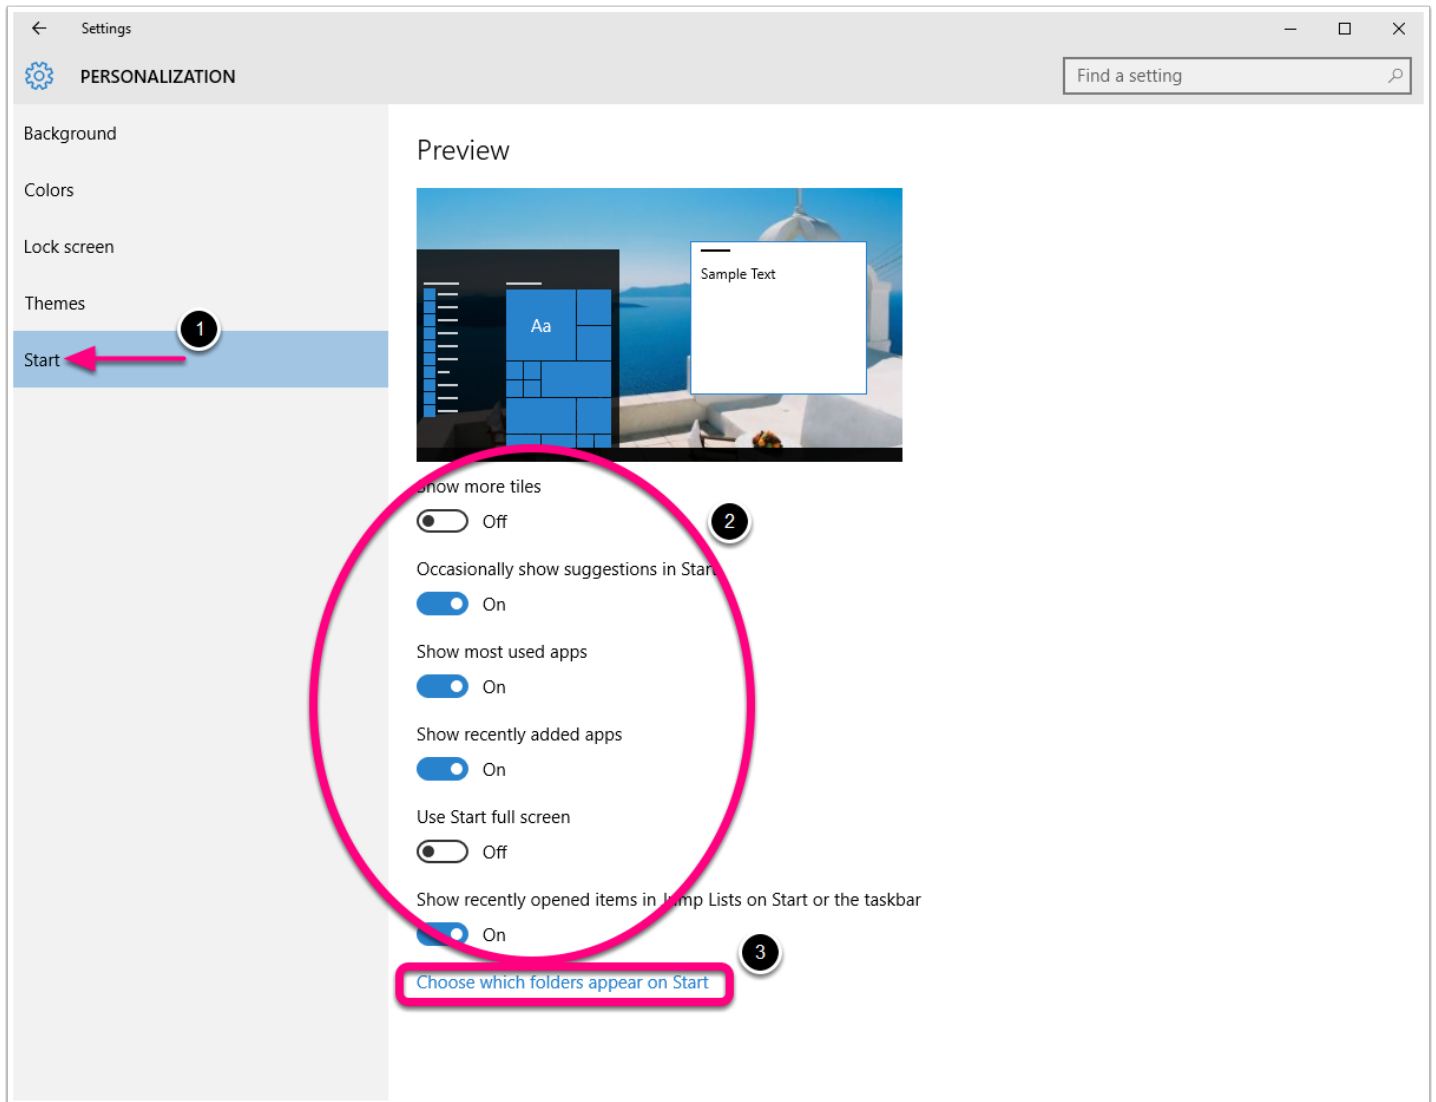 Settings
PERSONALIZATION
Find a setting
Background
Colors
Lock screen
Themes
1
Start
Preview
Sample Text
Aa
Show more tiles
Off
2
Occasionally show suggestions in Start
On
Show most used apps
On
Show recently added apps
On
Use Start full screen
Off
Show recently opened items in Jump Lists on Start or the taskbar
On
3
Choose which folders appear on Start